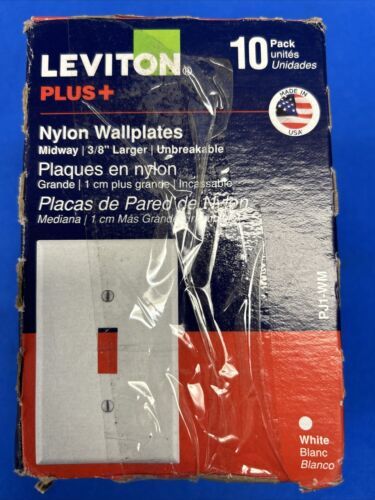 LEVITON®
PLUS+
10 Pack
unités
Unidades
MADE IN
USA
Nylon Wallplates
Midway | 3/8" Larger | Unbreakable
Plaques en nylon
Grande | 1 cm plus grande | Incassable
Placas de Pared de Nylon
Mediana | 1 cm Más Grande
PJ1-WM
White
Blanc
Blanco